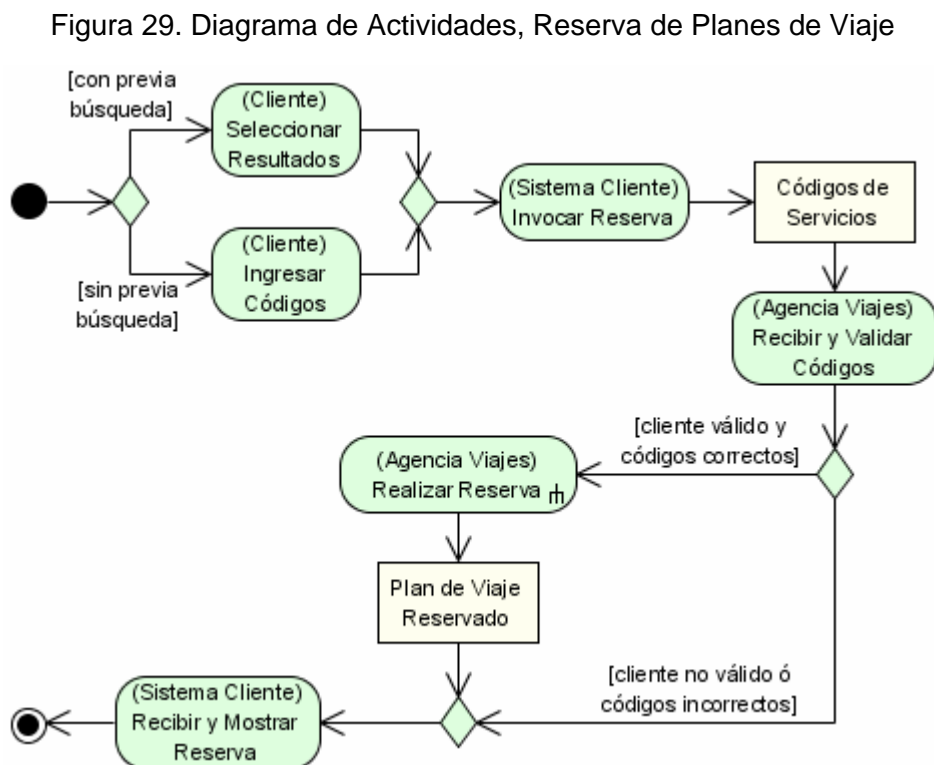 Figura 29. Diagrama de Actividades, Reserva de Planes de Viaje
[con previa
búsqueda]
(Cliente)
Seleccionar
Resultados
(Cliente)
Ingresar
Códigos
[sin previa
búsqueda]
(Sistema Cliente)
Invocar Reserva
Códigos de
Servicios
(Agencia Viajes)
Recibir y Validar
Códigos
[cliente válido y
códigos correctos]
(Agencia Viajes)
Realizar Reserva
Plan de Viaje
Reservado
[cliente no válido ó
códigos incorrectos]
(Sistema Cliente)
Recibir y Mostrar
Reserva